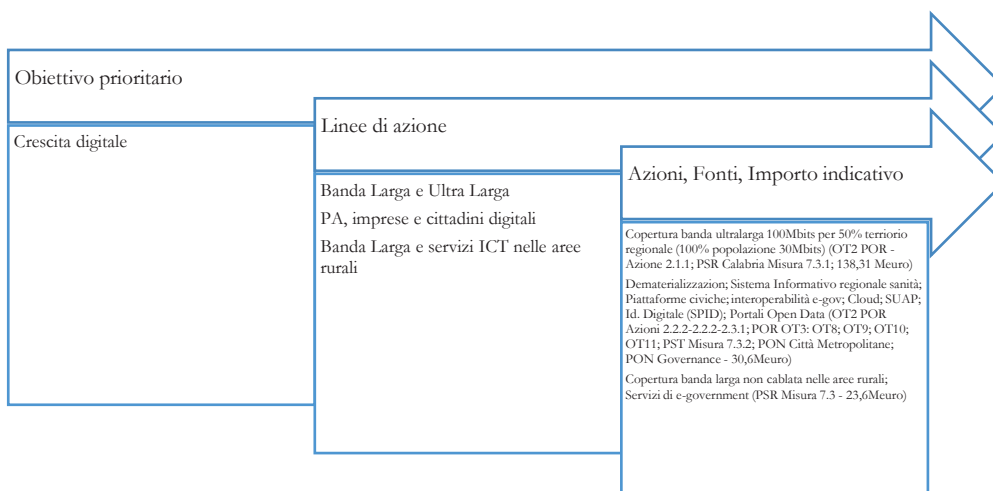 Obiettivo prioritario
Crescita digitale
Linee di azione
Banda Larga e Ultra Larga
PA, imprese e cittadini digitali
Banda Larga e servizi ICT nelle aree
rurali
Azioni, Fonti, Importo indicativo
Copertura banda ultralarga 100Mbits per 50% terriorio
regionale (100% popolazione 30Mbits) (OT2 POR -
Azione 2.1.1; PSR Calabria Misura 7.3.1; 138,31 Meuro)
Dematerializzazion; Sistema Informativo regionale sanità;
Piattaforme civiche; interoperabilità e-gov; Cloud; SUAP;
Id. Digitale (SPID); Portali Open Data (OT2 POR
Azioni 2.2.2-2.2.2-2.3.1; POR OT3: OT8; OT9; OT10;
OT11; PST Misura 7.3.2; PON Città Metropolitane;
PON Governance - 30,6Meuro)
Copertura banda larga non cablata nelle aree rurali;
Servizi di e-government (PSR Misura 7.3 - 23,6Meuro)